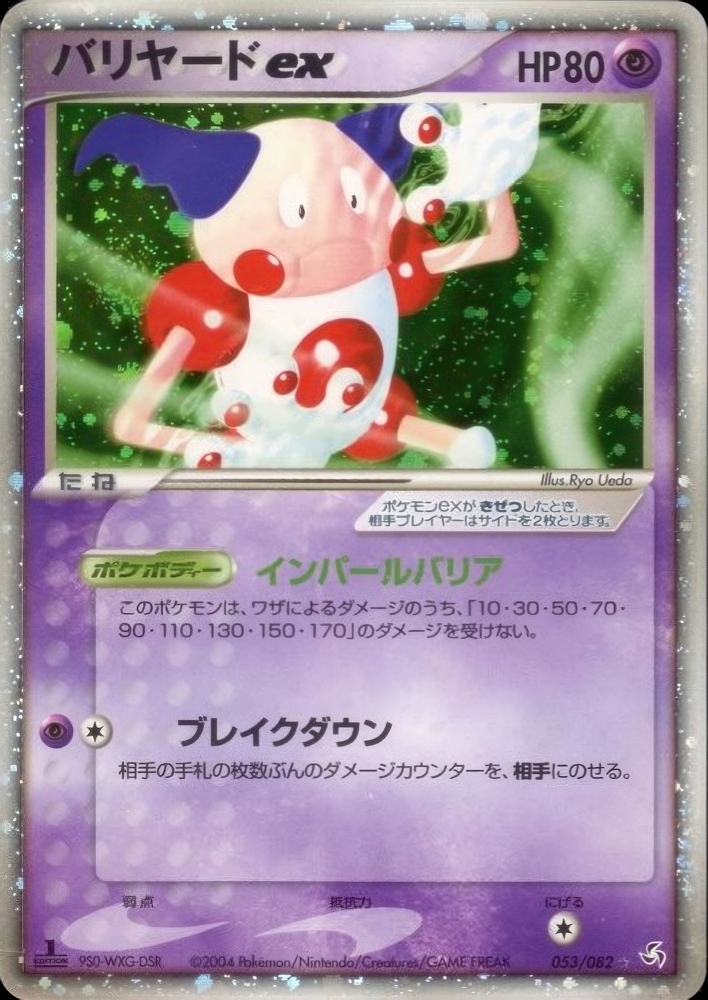 バリヤードex HP80
たね Illus.Ryo Ueda
ポケモンexが きぜつしたとき、
相手プレイヤーはサイドを2枚とります。
ポケボディー インパールバリア
このポケモンは、ワザによるダメージのうち、「10・30・50・70・
90・110・130・150・170」のダメージを受けない。
ブレイクダウン
相手の手札の枚数ぶんのダメージカウンターを、相手にのせる。
弱点 抵抗力 にげる
1 EDITION 9S0-WXG-DSR ©2004 Pokémon/Nintendo/Creatures/GAME FREAK 053/082